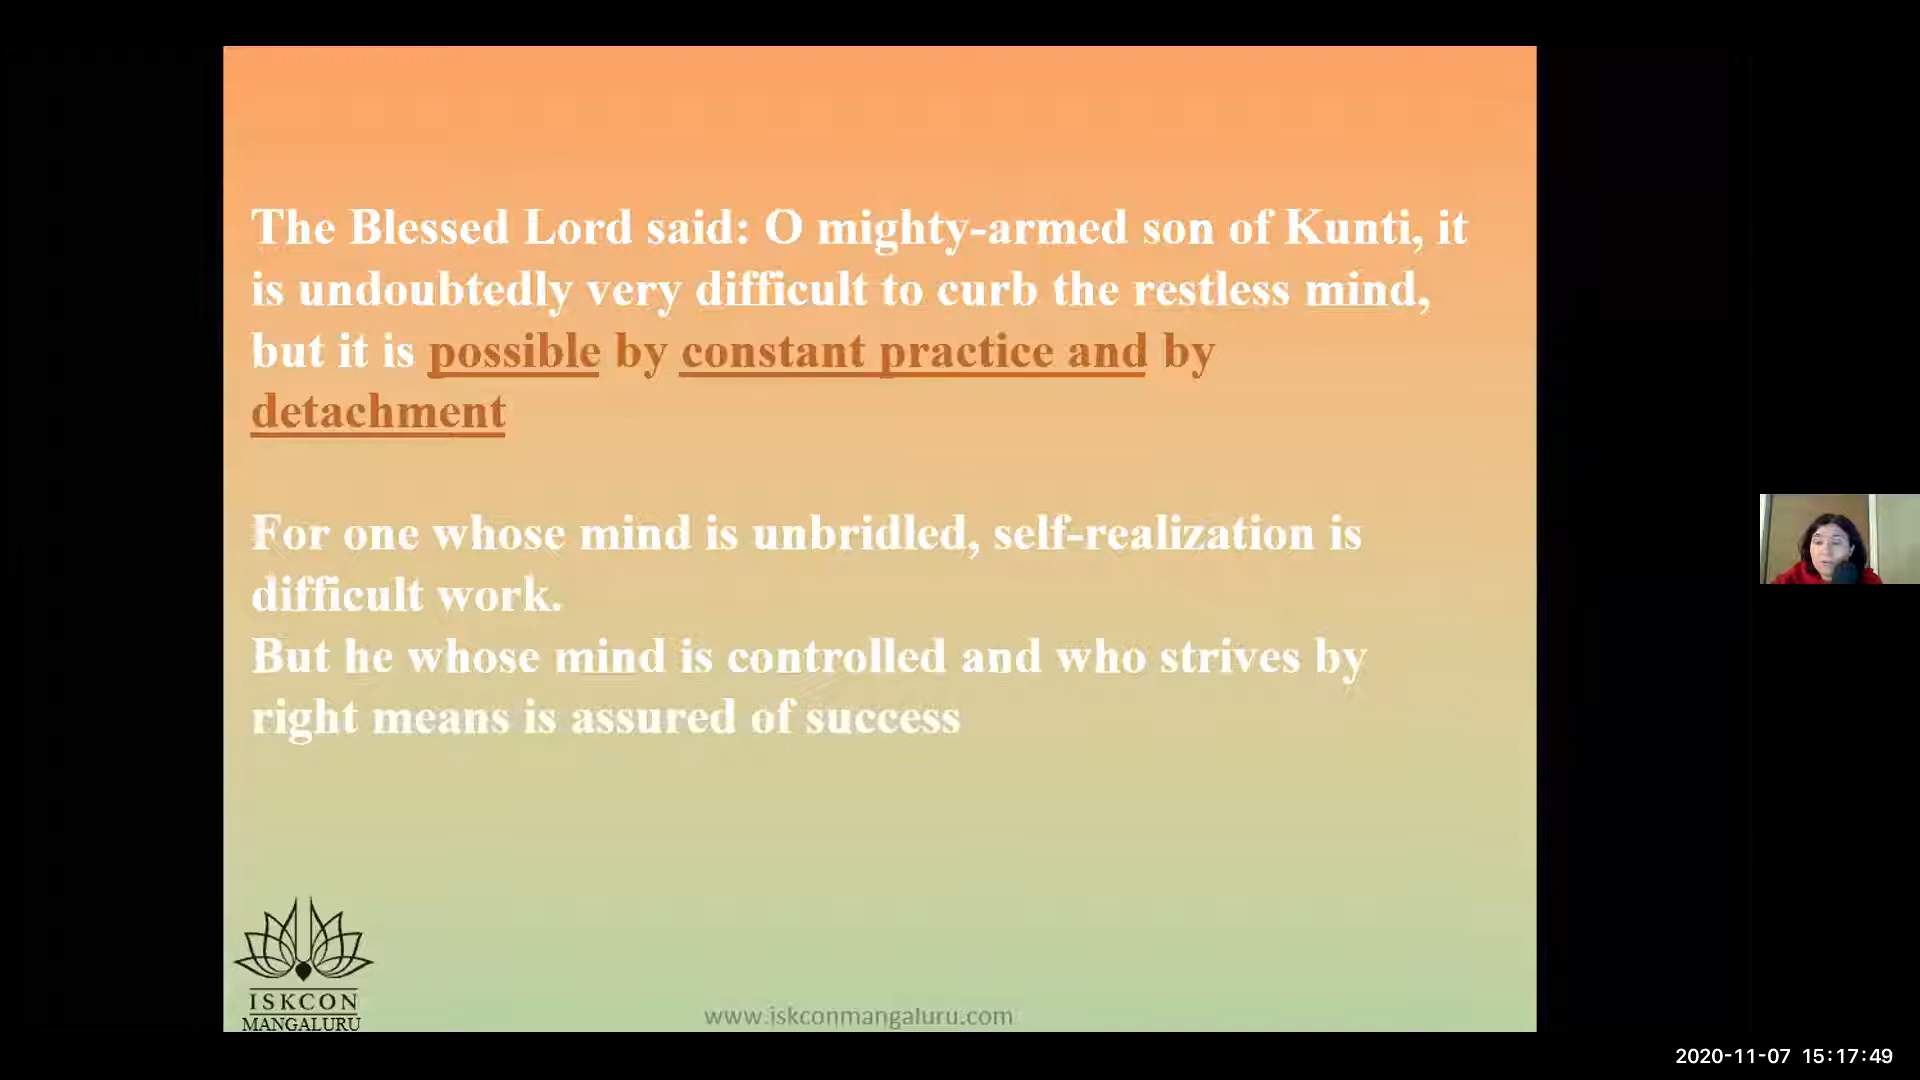 The Blessed Lord said: O mighty-armed son of Kunti, it
is undoubtedly very difficult to curb the restless mind,
but it is possible by constant practice and by
detachment
For one whose mind is unbridled, self-realization is
difficult work.
But he whose mind is controlled and who strives by
right means is assured of success
ISKCON
MANGALURU
www.iskconmangaluru.com
2020-11-07 15:17:49